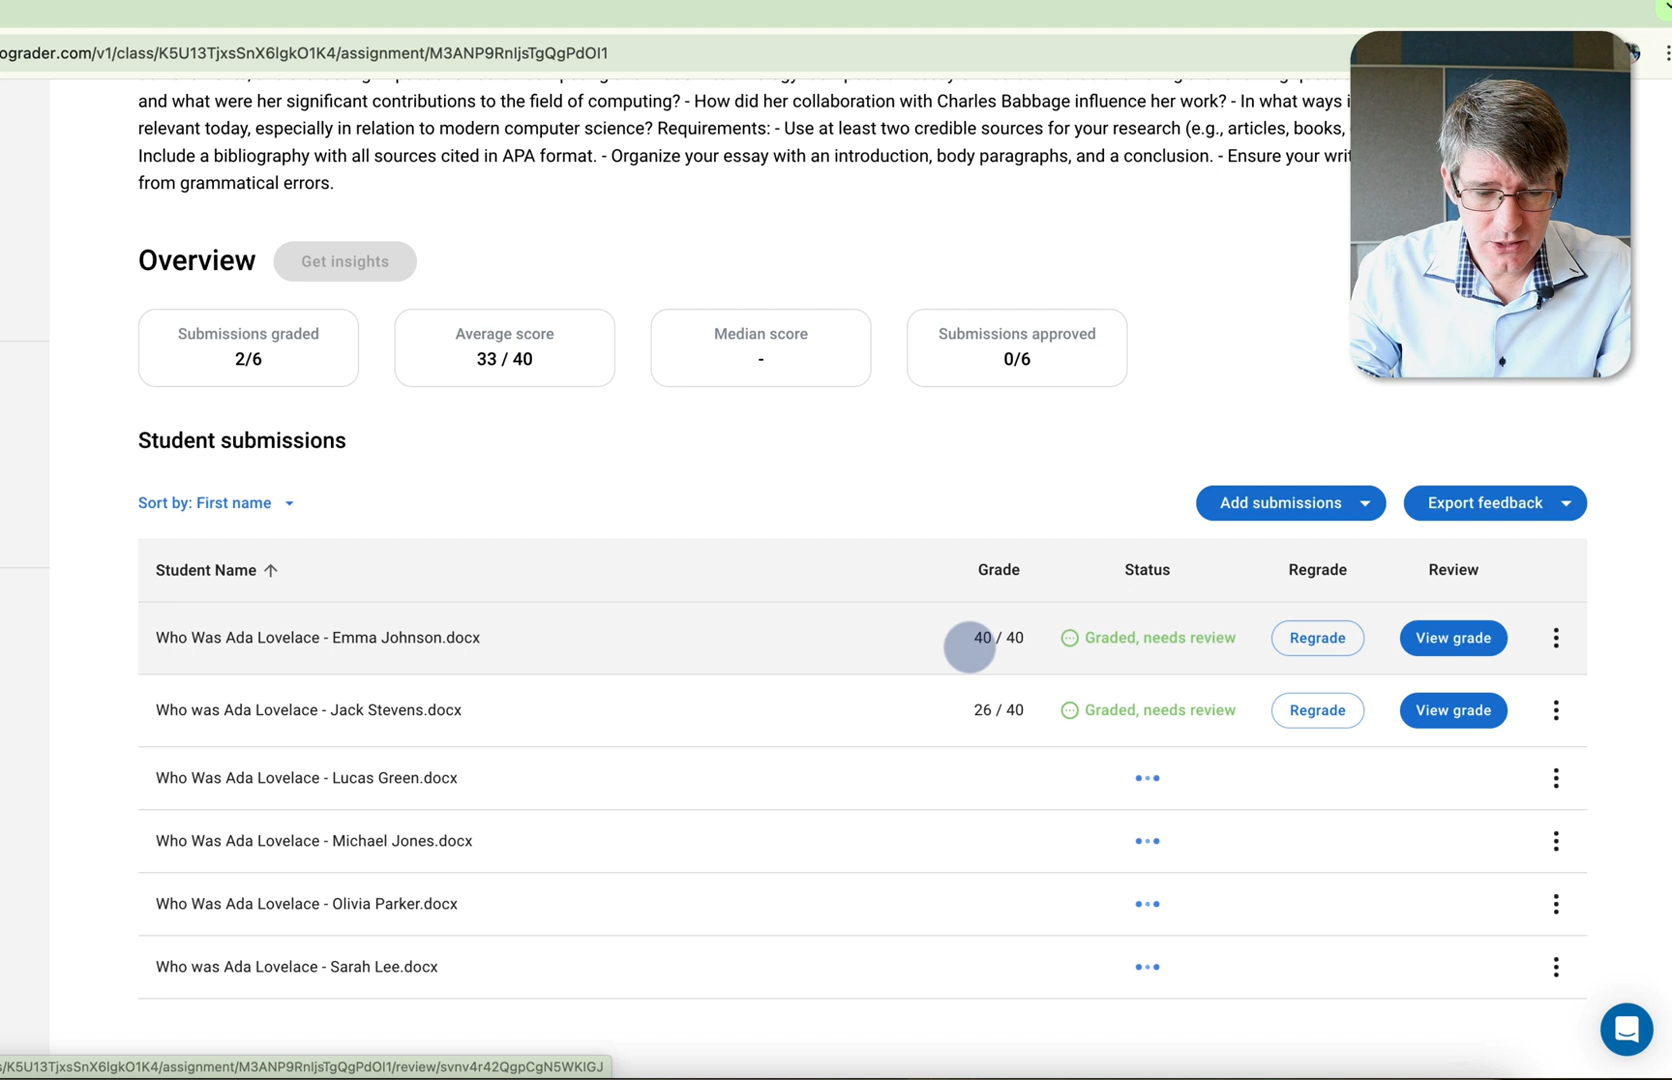 ograder.com/v1/class/K5U13TjxsSnX6lgkO1K4/assignment/M3ANP9RnIjsTgQgPdOI1
and what were her significant contributions to the field of computing? - How did her collaboration with Charles Babbage influence her work? - In what ways i
relevant today, especially in relation to modern computer science? Requirements: - Use at least two credible sources for your research (e.g., articles, books,
Include a bibliography with all sources cited in APA format. - Organize your essay with an introduction, body paragraphs, and a conclusion. - Ensure your writ
from grammatical errors.
Overview Get insights
Submissions graded Average score Median score Submissions approved
2/6 33 / 40 - 0/6
Student submissions
Sort by: First name Add submissions Export feedback
Student Name Grade Status Regrade Review
Who Was Ada Lovelace - Emma Johnson.docx 40 / 40 Graded, needs review Regrade View grade
Who was Ada Lovelace - Jack Stevens.docx 26 / 40 Graded, needs review Regrade View grade
Who Was Ada Lovelace - Lucas Green.docx
Who Was Ada Lovelace - Michael Jones.docx
Who Was Ada Lovelace - Olivia Parker.docx
Who was Ada Lovelace - Sarah Lee.docx
s/K5U13TjxsSnX6lgkO1K4/assignment/M3ANP9RnIjsTgQgPdOI1/review/svnv4r42QgpCgN5WKIGJ